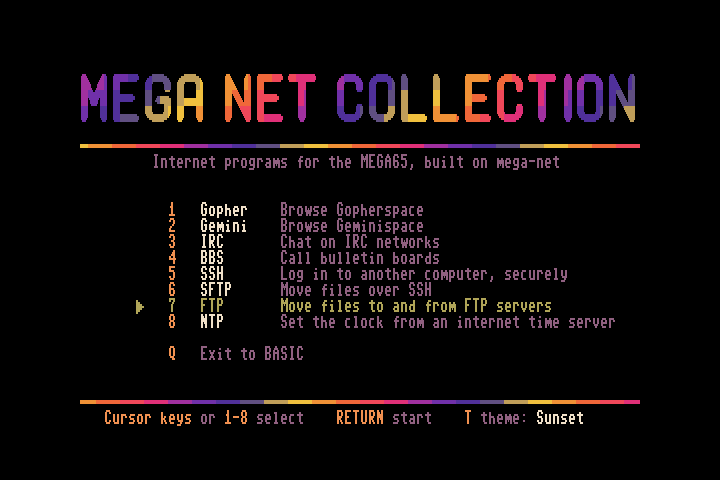 MEGA NET COLLECTION
Internet programs for the MEGA65, built on mega-net
1 Gopher Browse Gopherspace
2 Gemini Browse Geminispace
3 IRC Chat on IRC networks
4 BBS Call bulletin boards
5 SSH Log in to another computer, securely
6 SFTP Move files over SSH
7 FTP Move files to and from FTP servers
8 NTP Set the clock from an internet time server
Q Exit to BASIC
Cursor keys or 1-8 select RETURN start T theme: Sunset